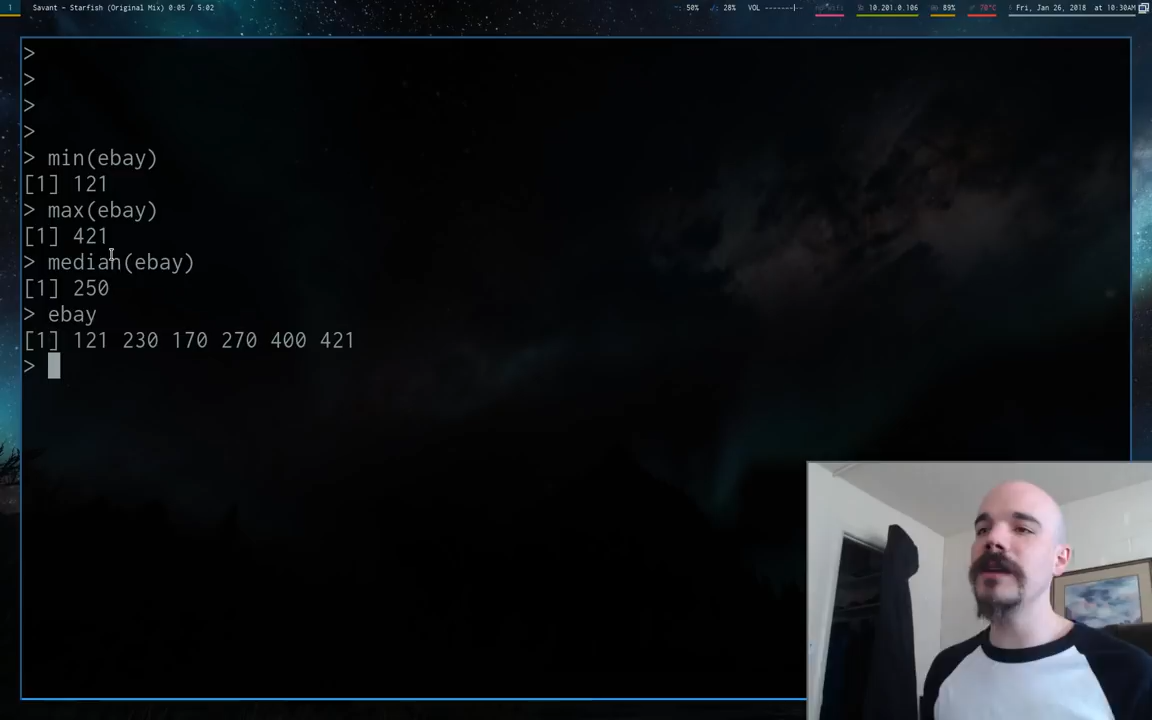 1 Savant - Starfish (Original Mix) 0:05 / 5:02 50% 28% VOL 10.201.0.106 89% 70°C Fri, Jan 26, 2018 at 10:30AM
>
>
>
>
> min(ebay)
[1] 121
> max(ebay)
[1] 421
> median(ebay)
[1] 250
> ebay
[1] 121 230 170 270 400 421
>